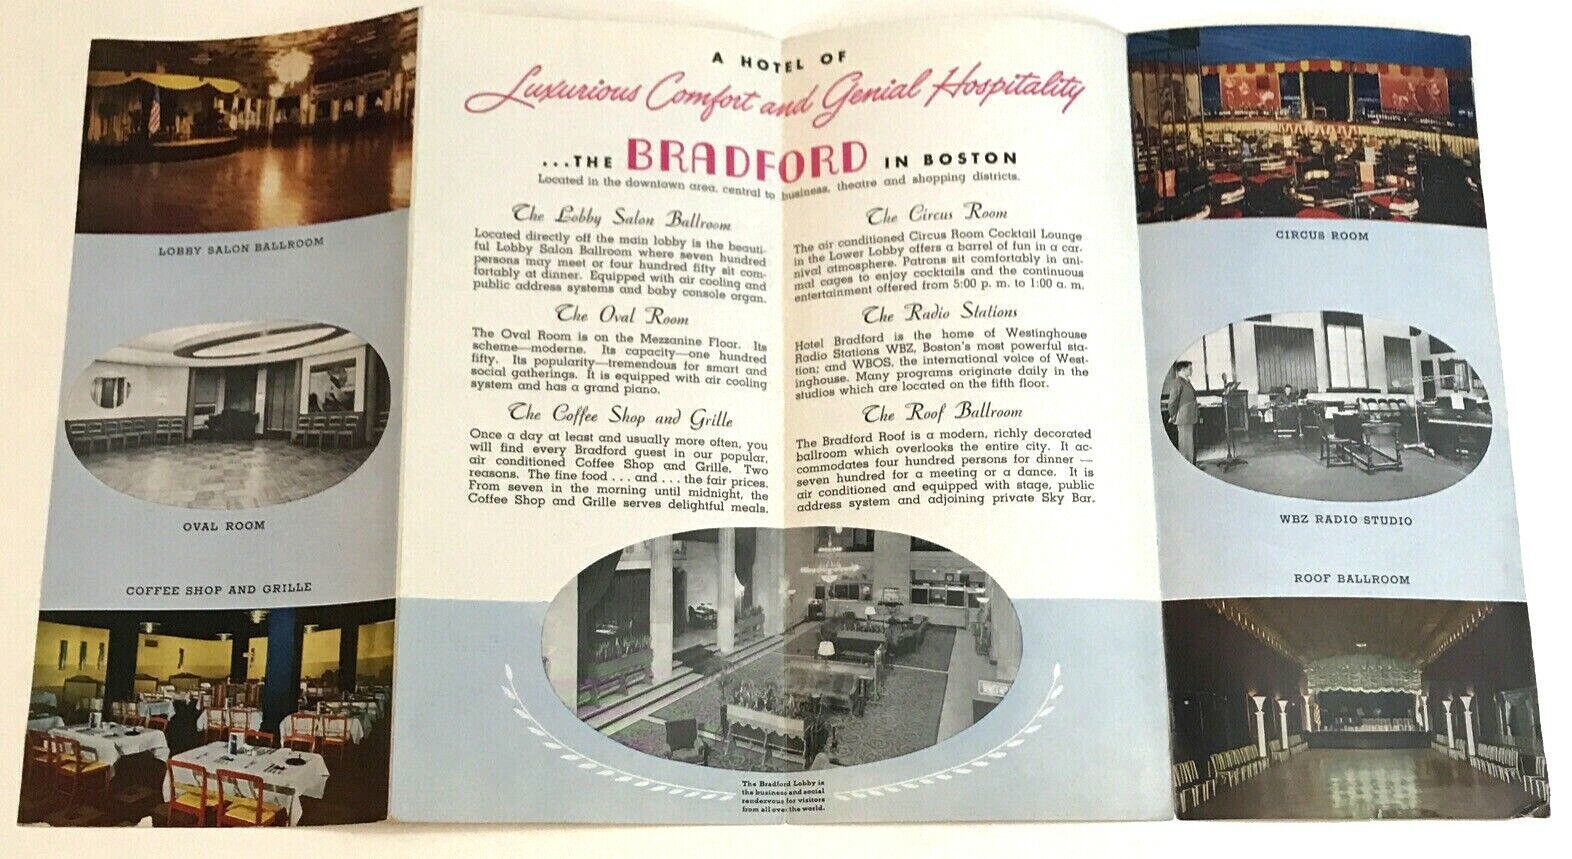 LOBBY SALON BALLROOM
OVAL ROOM
COFFEE SHOP AND GRILLE
A HOTEL OF
Luxurious Comfort and Genial Hospitality
...THE BRADFORD IN BOSTON
Located in the downtown area, central to business, theatre and shopping districts.
The Lobby Salon Ballroom
Located directly off the main lobby is the beauti-
ful Lobby Salon Ballroom where seven hundred
persons may meet or four hundred fifty sit com-
fortably at dinner. Equipped with air cooling and
public address systems and baby console organ.
The Oval Room
The Oval Room is on the Mezzanine Floor. Its
scheme—moderne. Its capacity—one hundred
fifty. Its popularity—tremendous for smart and
social gatherings. It is equipped with air cooling
system and has a grand piano.
The Coffee Shop and Grille
Once a day at least and usually more often, you
will find every Bradford guest in our popular,
air conditioned Coffee Shop and Grille. Two
reasons. The fine food . . . and . . . the fair prices.
From seven in the morning until midnight, the
Coffee Shop and Grille serves delightful meals.
The Circus Room
The air conditioned Circus Room Cocktail Lounge
in the Lower Lobby offers a barrel of fun in a car-
nival atmosphere. Patrons sit comfortably in ani-
mal cages to enjoy cocktails and the continuous
entertainment offered from 5:00 p. m. to 1:00 a. m.
The Radio Stations
Hotel Bradford is the home of Westinghouse
Radio Stations WBZ, Boston's most powerful sta-
tion; and WBOS, the international voice of West-
inghouse. Many programs originate daily in the
studios which are located on the fifth floor.
The Roof Ballroom
The Bradford Roof is a modern, richly decorated
ballroom which overlooks the entire city. It ac-
commodates four hundred persons for dinner —
seven hundred for a meeting or a dance. It is
air conditioned and equipped with stage, public
address system and adjoining private Sky Bar.
The Bradford Lobby is
the business and social
rendezvous for visitors
from all over the world.
CIRCUS ROOM
WBZ RADIO STUDIO
ROOF BALLROOM